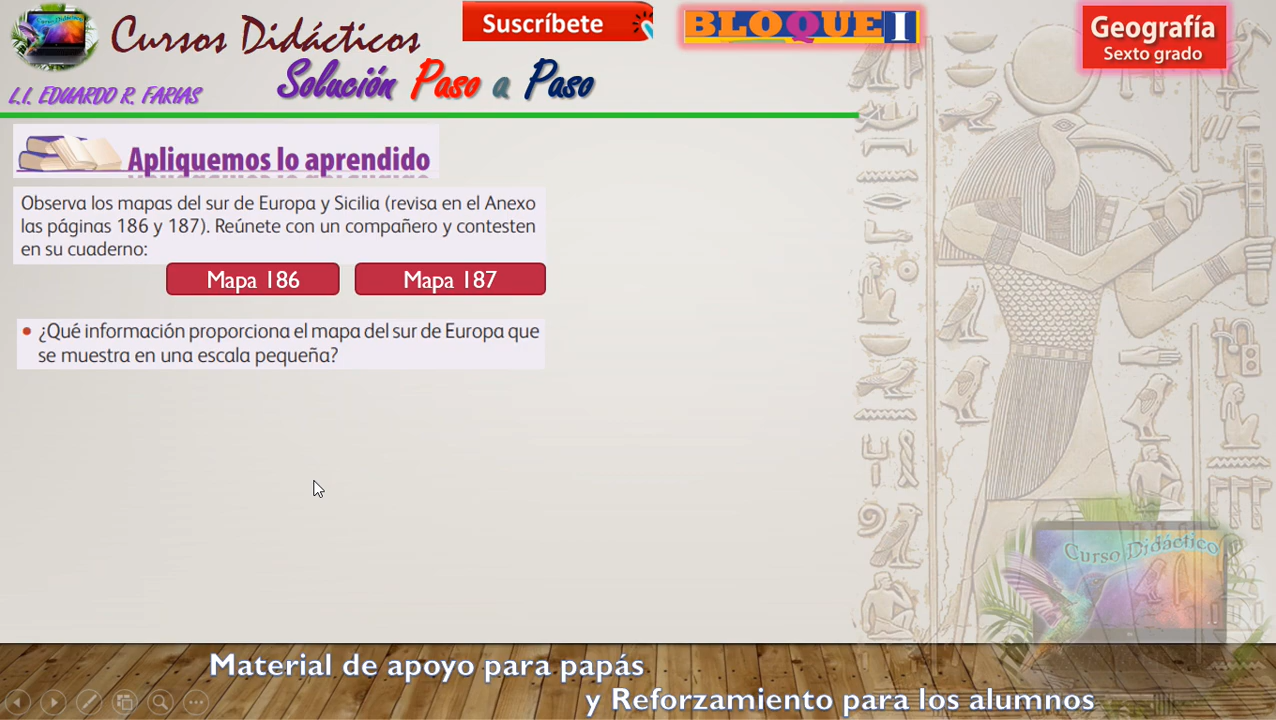 Cursos Didácticos
Suscríbete
BLOQUE I
Geografía
Sexto grado
Solución Paso a Paso
L.I. EDUARDO R. FARIAS
Apliquemos lo aprendido
Observa los mapas del sur de Europa y Sicilia (revisa en el Anexo
las páginas 186 y 187). Reúnete con un compañero y contesten
en su cuaderno:
Mapa 186
Mapa 187
• ¿Qué información proporciona el mapa del sur de Europa que
se muestra en una escala pequeña?
Curso Didáctico
Material de apoyo para papás
y Reforzamiento para los alumnos